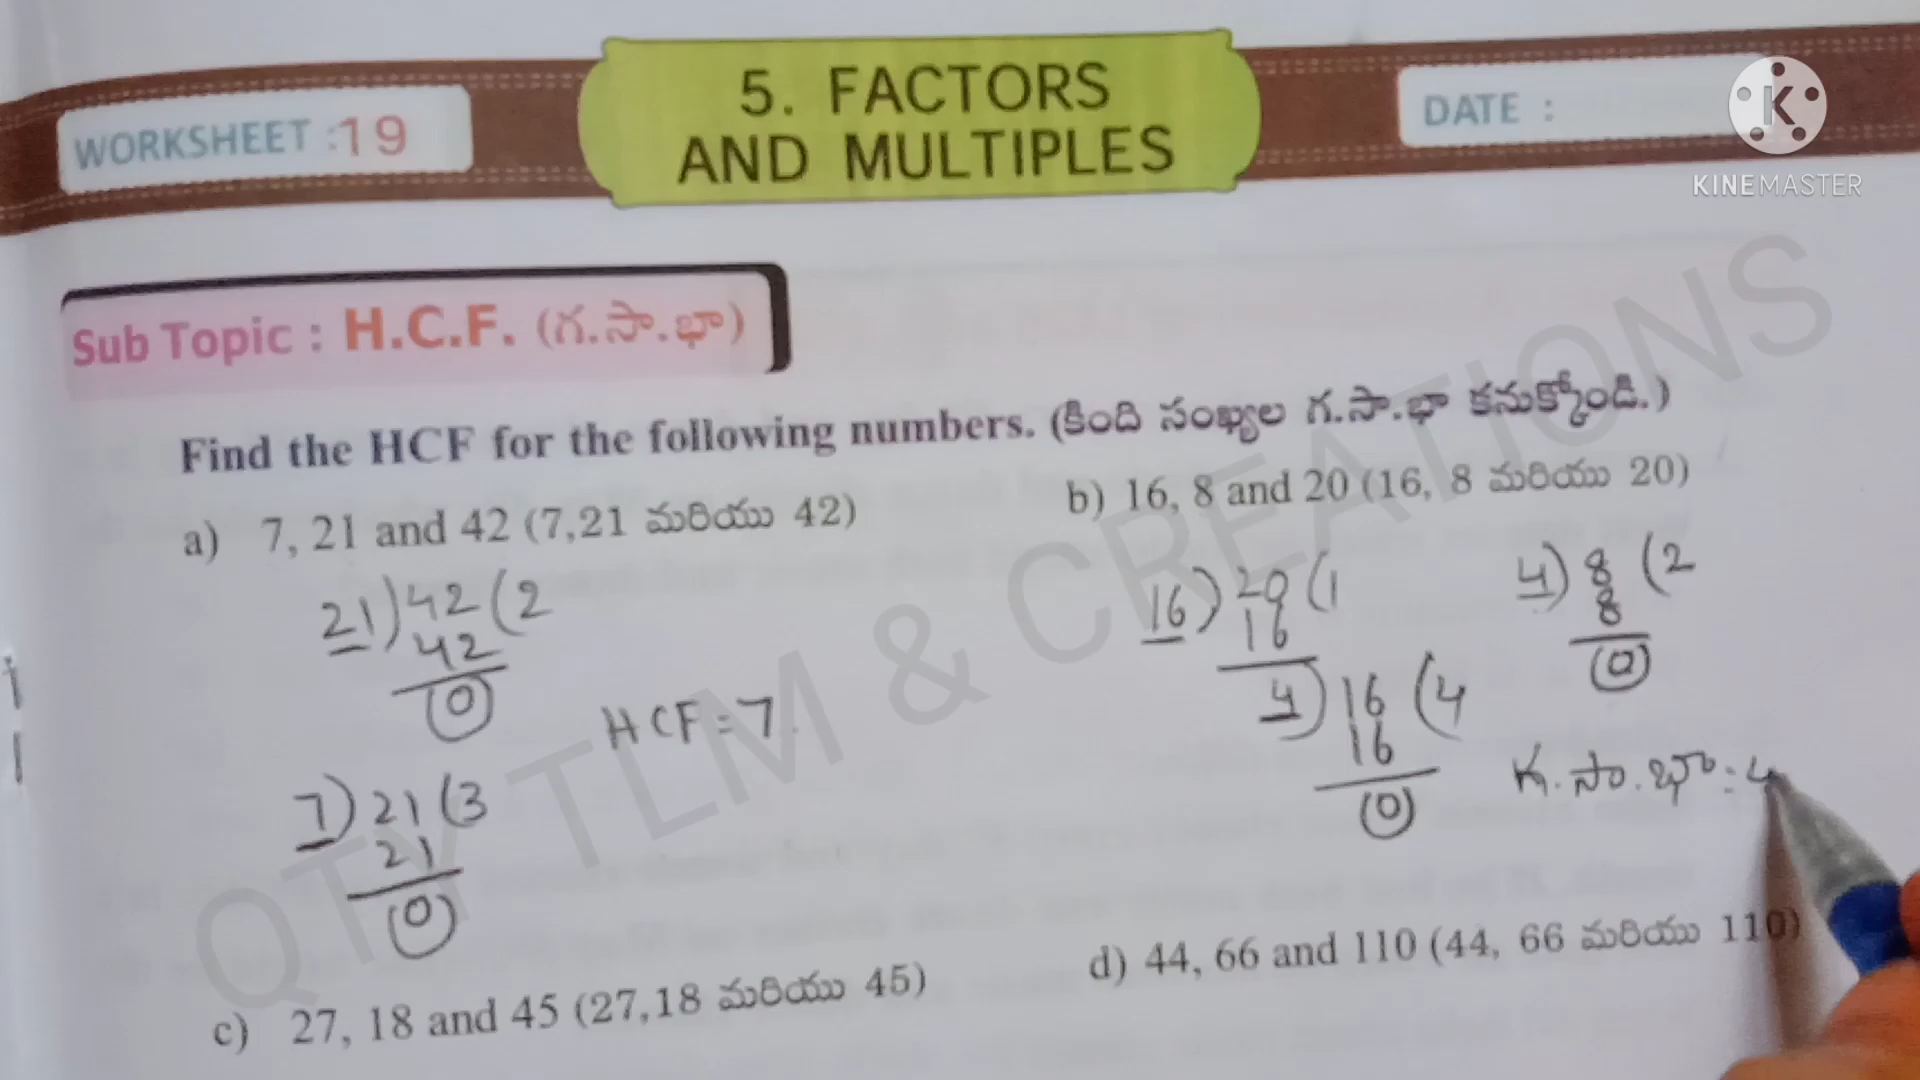 WORKSHEET : 19
5. FACTORS
AND MULTIPLES
DATE :
KINEMASTER
Sub Topic : H.C.F. (గ.సా.భా)
Find the HCF for the following numbers. (కింది సంఖ్యల గ.సా.భా కనుక్కోండి.)
a) 7, 21 and 42 (7,21 మరియు 42)
21) 42 (2
42
0
HCF = 7
7) 21 (3
21
0
b) 16, 8 and 20 (16, 8 మరియు 20)
16) 20 (1
16
4) 16 (4
16
0
4) 8 (2
8
0
గ.సా.భా = 4
c) 27, 18 and 45 (27,18 మరియు 45)
d) 44, 66 and 110 (44, 66 మరియు 110)
QTY TLM & CREATIONS